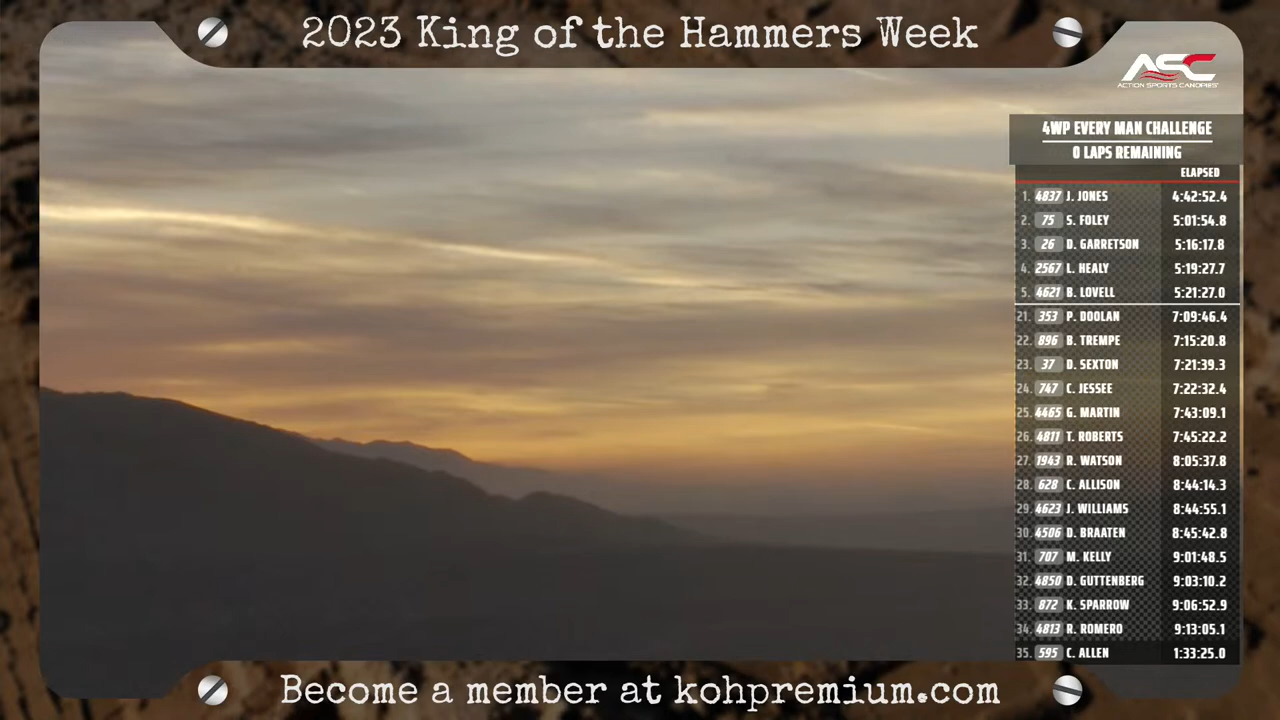 2023 King of the Hammers Week
ASC
ACTION SPORTS CANOPIES
4WP EVERY MAN CHALLENGE
0 LAPS REMAINING
ELAPSED
1. 4837 J. JONES 4:42:52.4
2. 75 S. FOLEY 5:01:54.8
3. 26 D. GARRETSON 5:16:17.8
4. 2567 L. HEALY 5:19:27.7
5. 4621 B. LOVELL 5:21:27.0
21. 353 P. DOOLAN 7:09:46.4
22. 896 B. TREMPE 7:15:20.8
23. 37 D. SEXTON 7:21:39.3
24. 747 C. JESSEE 7:22:32.4
25. 4465 G. MARTIN 7:43:09.1
26. 4811 T. ROBERTS 7:45:22.2
27. 1943 R. WATSON 8:05:37.8
28. 628 C. ALLISON 8:44:14.3
29. 4623 J. WILLIAMS 8:44:55.1
30. 4506 D. BRAATEN 8:45:42.8
31. 707 M. KELLY 9:01:48.5
32. 4850 D. GUTTENBERG 9:03:10.2
33. 872 K. SPARROW 9:06:52.9
34. 4813 R. ROMERO 9:13:05.1
35. 595 C. ALLEN 1:33:25.0
Become a member at kohpremium.com